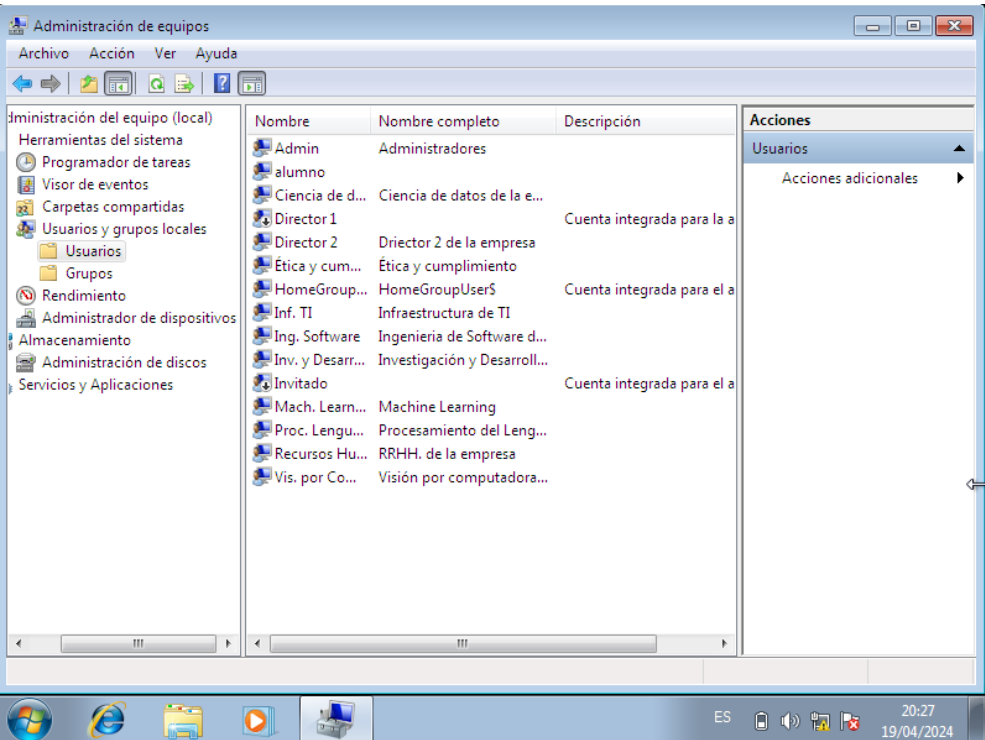 Administración de equipos
Archivo Acción Ver Ayuda
dministración del equipo (local)
Herramientas del sistema
Programador de tareas
Visor de eventos
Carpetas compartidas
Usuarios y grupos locales
Usuarios
Grupos
Rendimiento
Administrador de dispositivos
Almacenamiento
Administración de discos
Servicios y Aplicaciones
Nombre Nombre completo Descripción
Admin Administradores
alumno
Ciencia de d... Ciencia de datos de la e...
Director 1 Cuenta integrada para la a
Director 2 Driector 2 de la empresa
Ética y cum... Ética y cumplimiento
HomeGroup... HomeGroupUser$ Cuenta integrada para el a
Inf. TI Infraestructura de TI
Ing. Software Ingenieria de Software d...
Inv. y Desarr... Investigación y Desarroll...
Invitado Cuenta integrada para el a
Mach. Learn... Machine Learning
Proc. Lengu... Procesamiento del Leng...
Recursos Hu... RRHH. de la empresa
Vis. por Co... Visión por computadora...
Acciones
Usuarios
Acciones adicionales
ES
20:27
19/04/2024